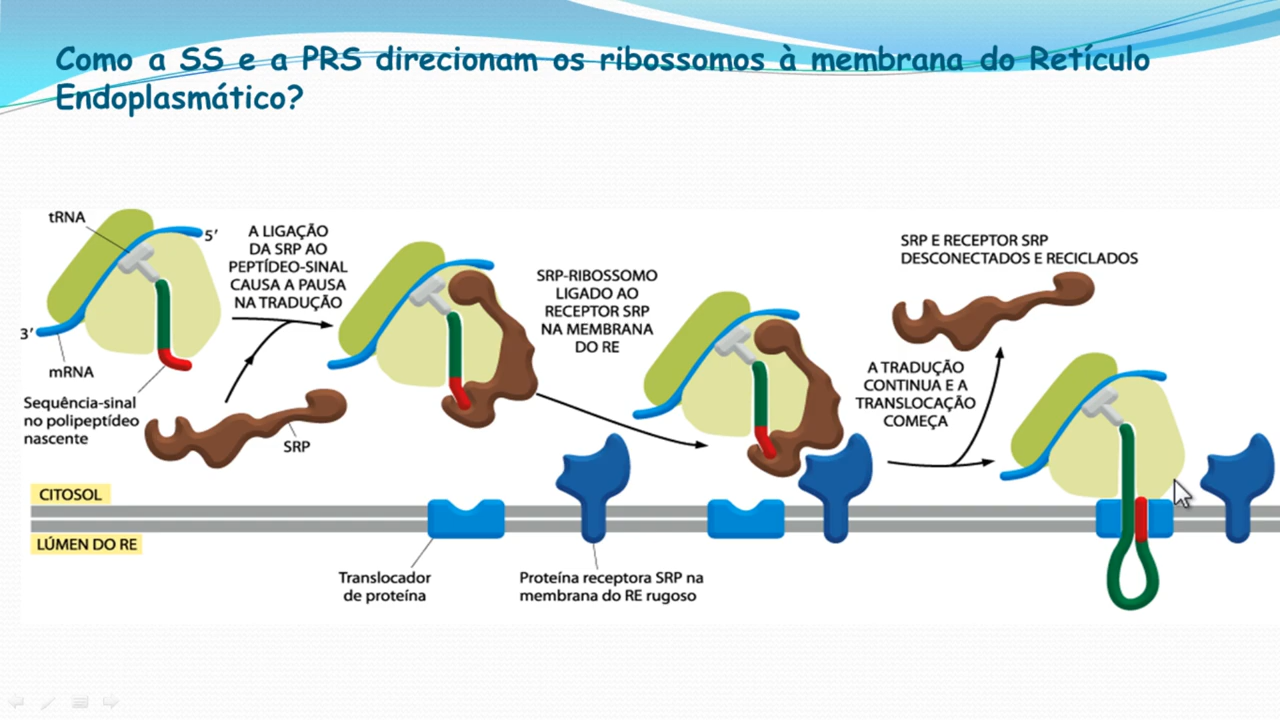 Como a SS e a PRS direcionam os ribossomos à membrana do Retículo
Endoplasmático?
tRNA
5’
3’
mRNA
Sequência-sinal
no polipeptídeo
nascente
A LIGAÇÃO
DA SRP AO
PEPTÍDEO-SINAL
CAUSA A PAUSA
NA TRADUÇÃO
SRP
SRP-RIBOSSOMO
LIGADO AO
RECEPTOR SRP
NA MEMBRANA
DO RE
SRP E RECEPTOR SRP
DESCONECTADOS E RECICLADOS
A TRADUÇÃO
CONTINUA E A
TRANSLOCAÇÃO
COMEÇA
CITOSOL
LÚMEN DO RE
Translocador
de proteína
Proteína receptora SRP na
membrana do RE rugoso